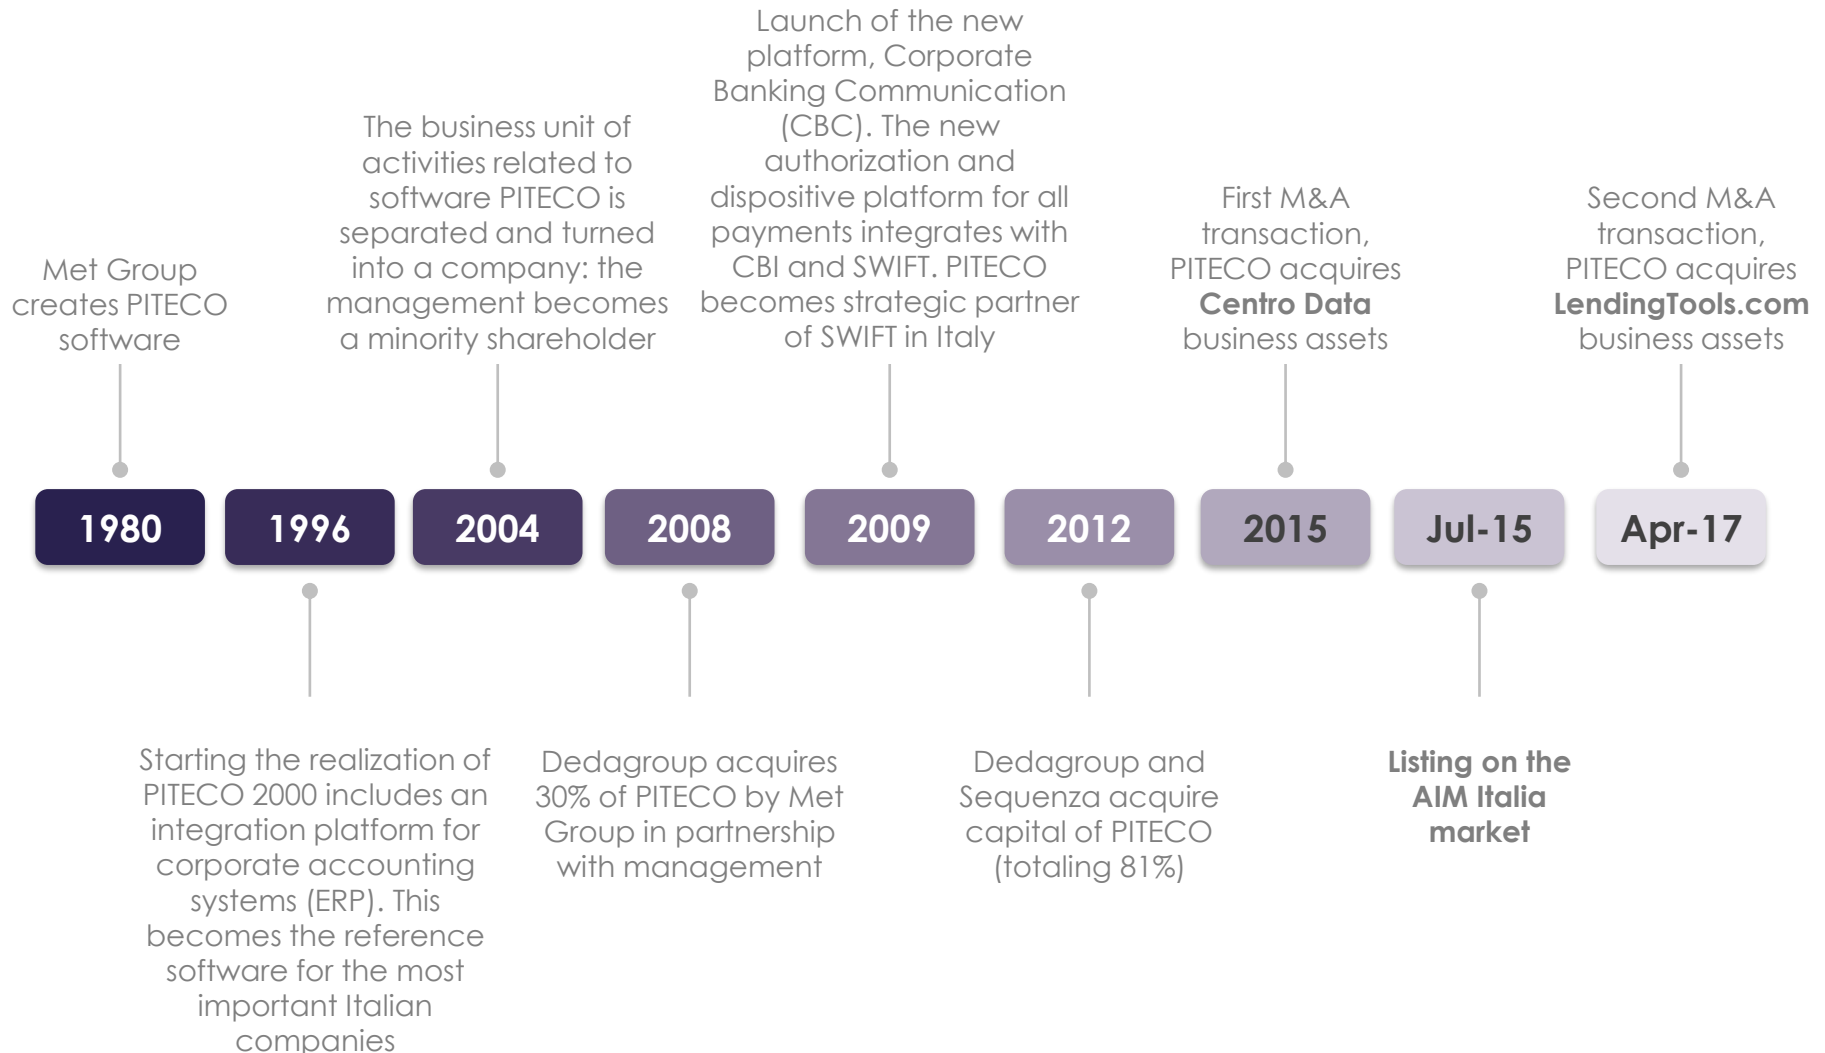 Met Group
creates PITECO
software
The business unit of
activities related to
software PITECO is
separated and turned
into a company: the
management becomes
a minority shareholder
Launch of the new
platform, Corporate
Banking Communication
(CBC). The new
authorization and
dispositive platform for all
payments integrates with
CBI and SWIFT. PITECO
becomes strategic partner
of SWIFT in Italy
First M&A
transaction,
PITECO acquires
Centro Data
business assets
Second M&A
transaction,
PITECO acquires
LendingTools.com
business assets
1980
1996
2004
2008
2009
2012
2015
Jul-15
Apr-17
Starting the realization of
PITECO 2000 includes an
integration platform for
corporate accounting
systems (ERP). This
becomes the reference
software for the most
important Italian
companies
Dedagroup acquires
30% of PITECO by Met
Group in partnership
with management
Dedagroup and
Sequenza acquire
capital of PITECO
(totaling 81%)
Listing on the
AIM Italia
market